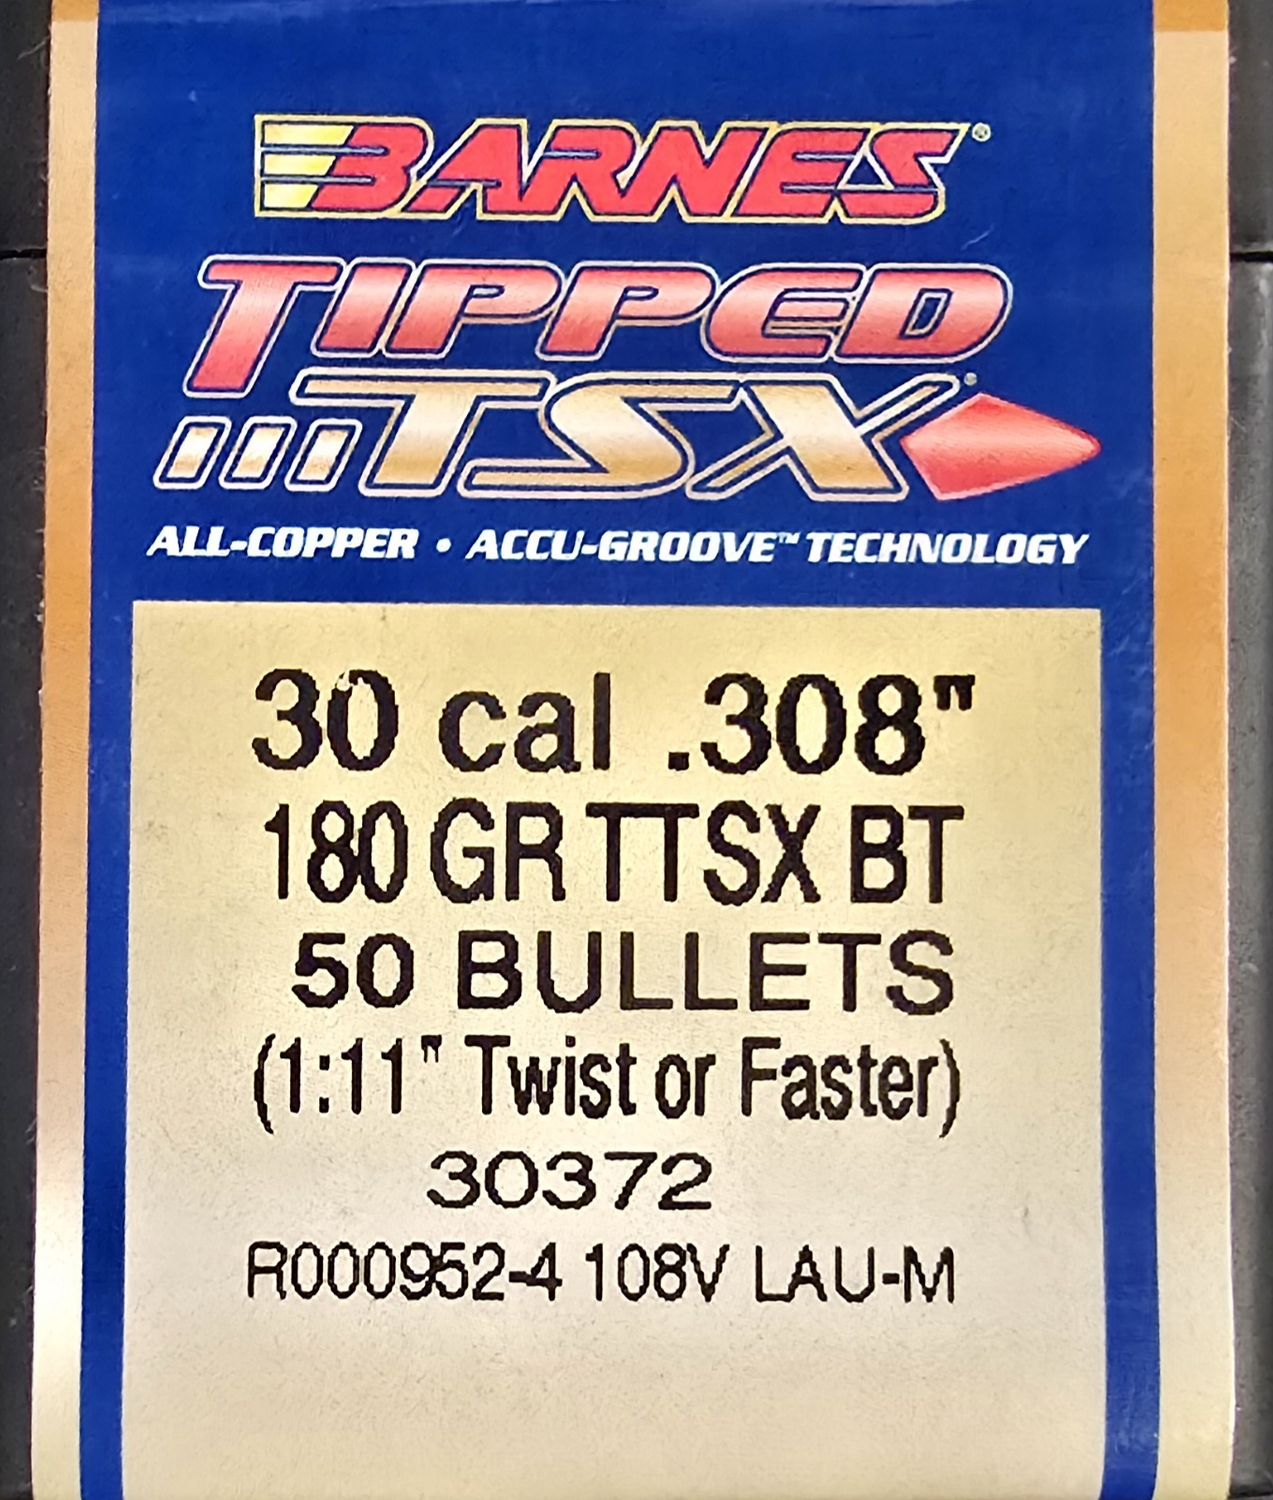 BARNES®
TIPPED
TSX
ALL-COPPER • ACCU-GROOVE™ TECHNOLOGY
30 cal .308"
180 GR TTSX BT
50 BULLETS
(1:11" Twist or Faster)
30372
R000952-4 108V LAU-M